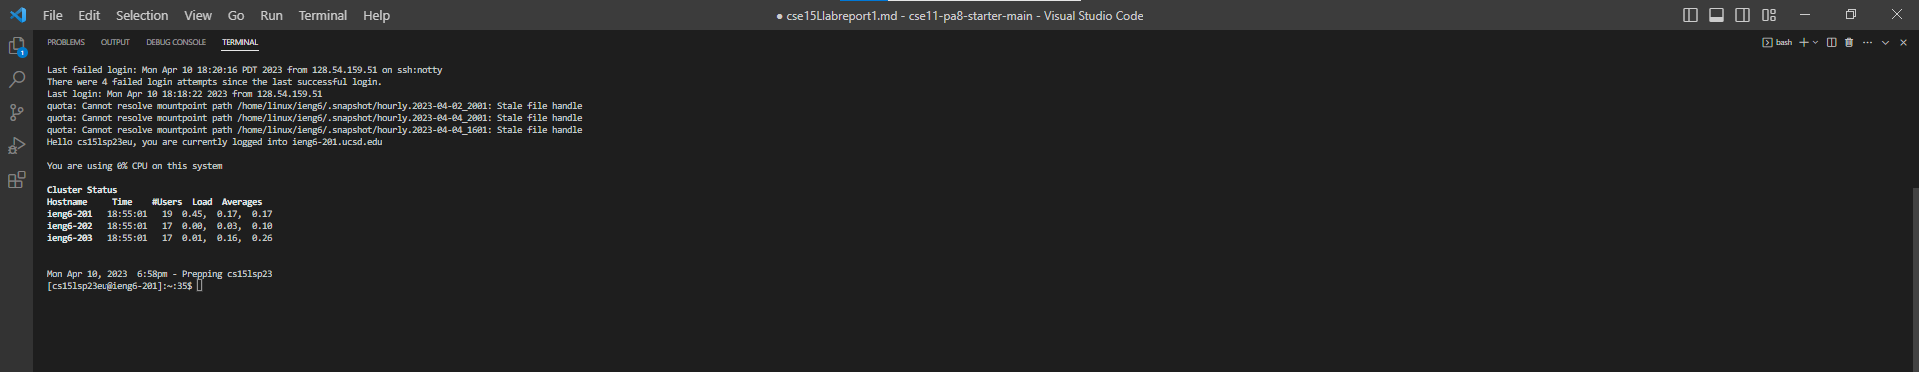 File Edit Selection View Go Run Terminal Help ● cse15Llabreport1.md - cse11-pa8-starter-main - Visual Studio Code
PROBLEMS OUTPUT DEBUG CONSOLE TERMINAL bash
1
Last failed login: Mon Apr 10 18:20:16 PDT 2023 from 128.54.159.51 on ssh:notty
There were 4 failed login attempts since the last successful login.
Last login: Mon Apr 10 18:18:22 2023 from 128.54.159.51
quota: Cannot resolve mountpoint path /home/linux/ieng6/.snapshot/hourly.2023-04-02_2001: Stale file handle
quota: Cannot resolve mountpoint path /home/linux/ieng6/.snapshot/hourly.2023-04-04_2001: Stale file handle
quota: Cannot resolve mountpoint path /home/linux/ieng6/.snapshot/hourly.2023-04-04_1601: Stale file handle
Hello cs15lsp23eu, you are currently logged into ieng6-201.ucsd.edu
You are using 0% CPU on this system
Cluster Status
Hostname Time #Users Load Averages
ieng6-201 18:55:01 19 0.45, 0.17, 0.17
ieng6-202 18:55:01 17 0.00, 0.03, 0.10
ieng6-203 18:55:01 17 0.01, 0.16, 0.26
Mon Apr 10, 2023 6:58pm - Prepping cs15lsp23
[cs15lsp23eu@ieng6-201]:~:35$